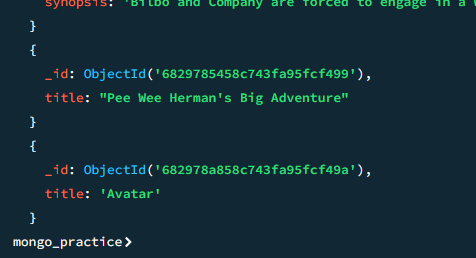 synopsis: 'Bilbo and Company are forced to engage in a
}
{
_id: ObjectId('6829785458c743fa95fcf499'),
title: "Pee Wee Herman's Big Adventure"
}
{
_id: ObjectId('682978a858c743fa95fcf49a'),
title: 'Avatar'
}
mongo_practice>